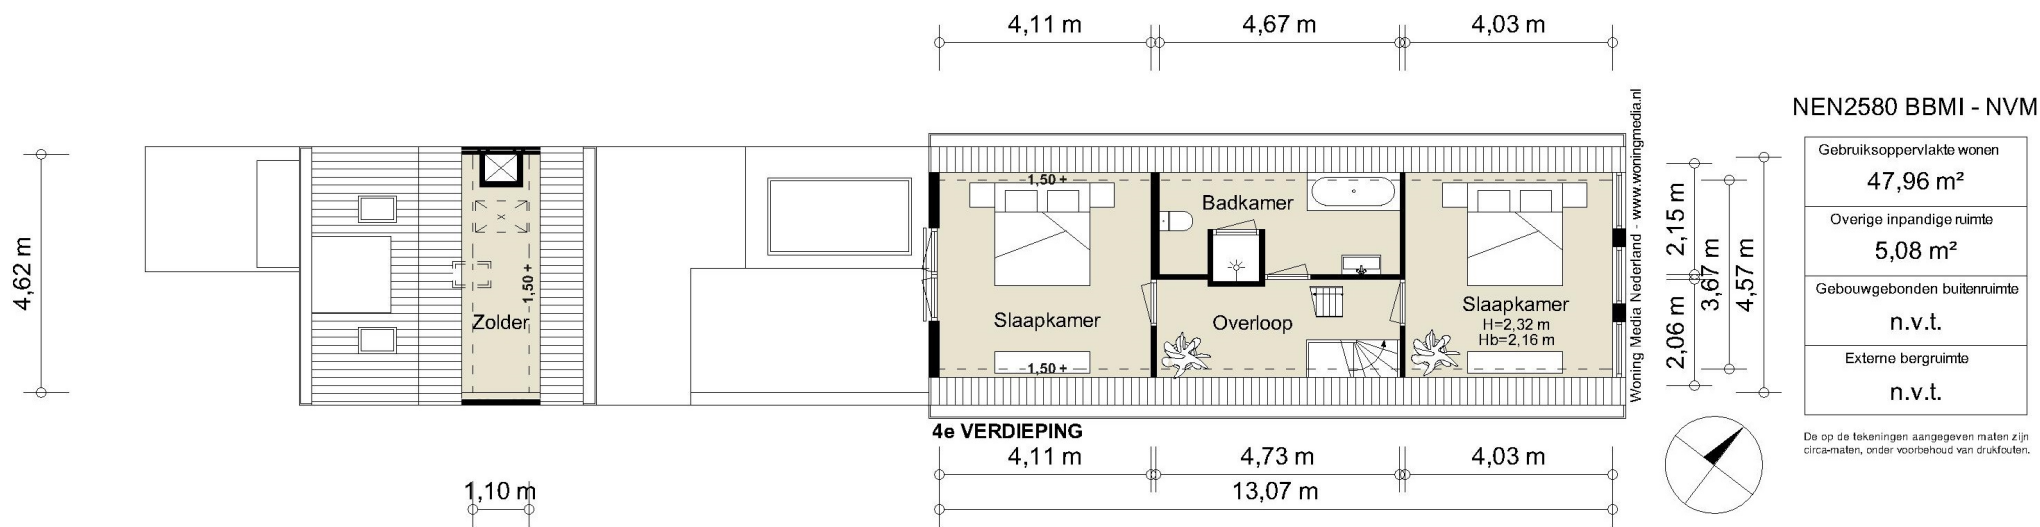 4,11 m
4,67 m
4,03 m
NEN2580 BBMI - NVM
Gebruiksoppervlakte wonen
47,96 m²
Overige inpandige ruimte
5,08 m²
Gebouwgebonden buitenruimte
n.v.t.
Externe bergruimte
n.v.t.
De op de tekeningen aangegeven maten zijn
circa-maten, onder voorbehoud van drukfouten.
4,62 m
Zolder
1,50 +
1,10 m
1,50 +
Slaapkamer
1,50 +
Badkamer
Overloop
Slaapkamer
H=2,32 m
Hb=2,16 m
Woning Media Nederland - www.woningmedia.nl
2,15 m
2,06 m
3,67 m
4,57 m
4e VERDIEPING
4,11 m
4,73 m
4,03 m
13,07 m